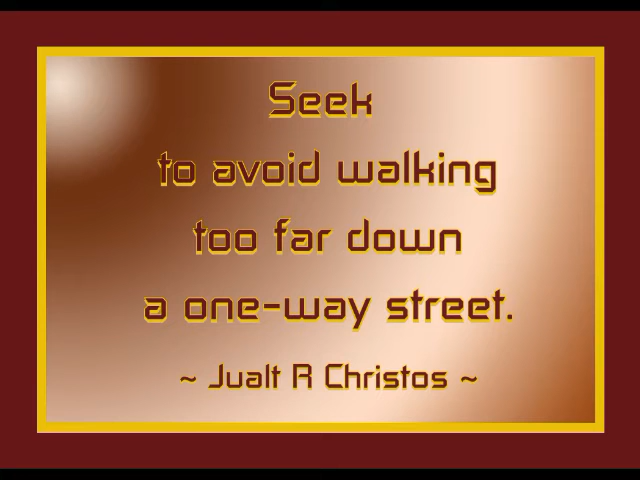 Seek
to avoid walking
too far down
a one-way street.
~ Jualt R Christos ~